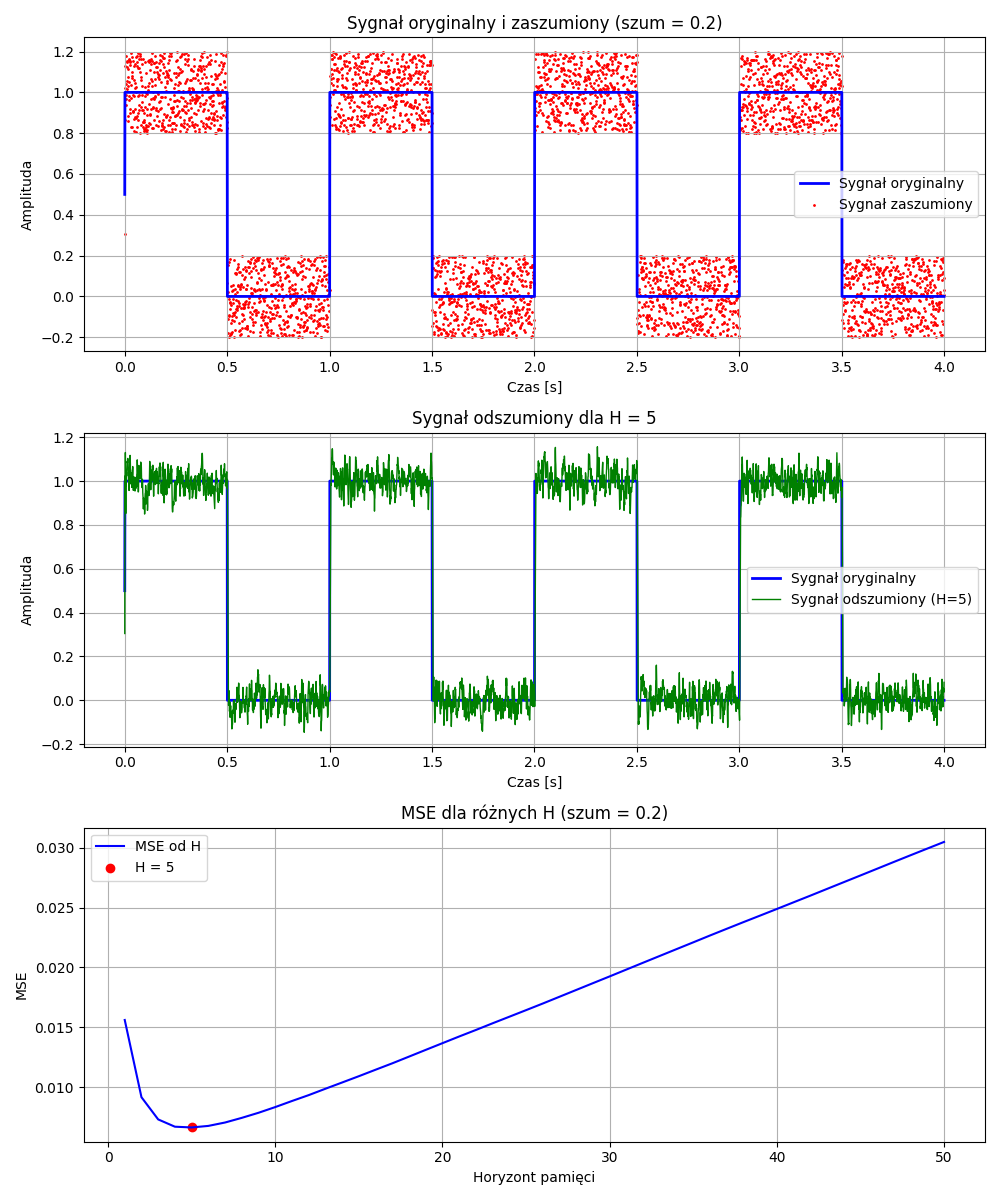 Sygnał oryginalny i zaszumiony (szum = 0.2)
1.2
1.0
0.8
0.6
0.4
0.2
0.0
−0.2
Amplituda
Sygnał oryginalny
Sygnał zaszumiony
0.0 0.5 1.0 1.5 2.0 2.5 3.0 3.5 4.0
Czas [s]
Sygnał odszumiony dla H = 5
1.2
1.0
0.8
0.6
0.4
0.2
0.0
−0.2
Amplituda
Sygnał oryginalny
Sygnał odszumiony (H=5)
0.0 0.5 1.0 1.5 2.0 2.5 3.0 3.5 4.0
Czas [s]
MSE dla różnych H (szum = 0.2)
MSE od H
H = 5
0.030
0.025
0.020
0.015
0.010
MSE
0 10 20 30 40 50
Horyzont pamięci